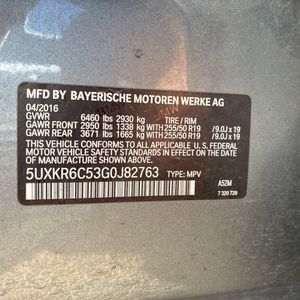 MFD BY BAYERISCHE MOTOREN WERKE AG
04/2016
GVWR 6460 lbs 2930 kg TIRE / RIM
GAWR FRONT 2950 lbs 1338 kg WITH 255/50 R19 /9.0J x 19
GAWR REAR 3671 lbs 1665 kg WITH 255/50 R19 /9.0J x 19
THIS VEHICLE CONFORMS TO ALL APPLICABLE U. S. FEDERAL
MOTOR VEHICLE SAFETY STANDARDS IN EFFECT ON THE
DATE OF MANUFACTURE SHOWN ABOVE.
5UXKR6C53G0J82763 TYPE: MPV
A52M
7 320 729